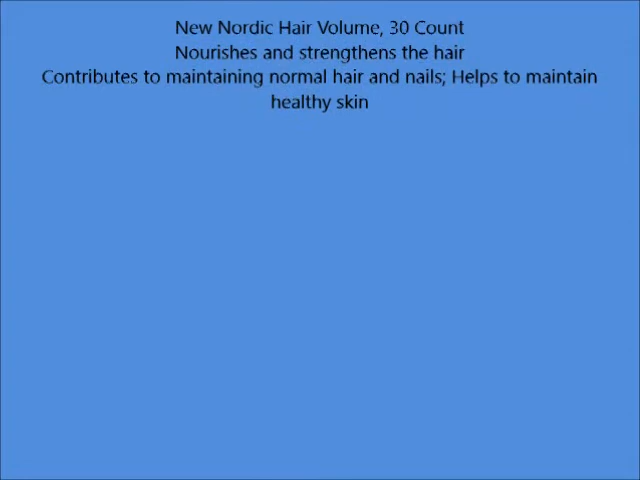 New Nordic Hair Volume, 30 Count
Nourishes and strengthens the hair
Contributes to maintaining normal hair and nails; Helps to maintain
healthy skin